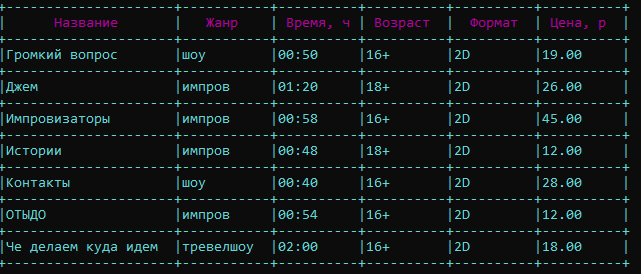 Название Жанр Время, ч Возраст Формат Цена, р
Громкий вопрос шоу 00:50 16+ 2D 19.00
Джем импров 01:20 18+ 2D 26.00
Импровизаторы импров 00:58 16+ 2D 45.00
Истории импров 00:48 18+ 2D 12.00
Контакты шоу 00:40 16+ 2D 28.00
ОТЫДО импров 00:54 16+ 2D 12.00
Че делаем куда идем тревелшоу 02:00 16+ 2D 18.00